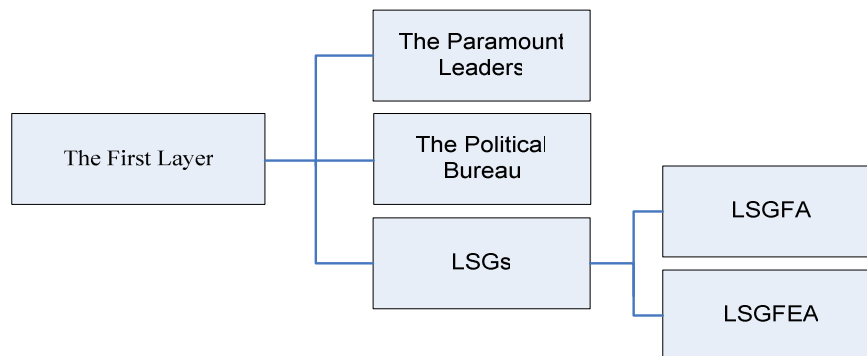 The First Layer
The Paramount
Leaders
The Political
Bureau
LSGs
LSGFA
LSGFEA